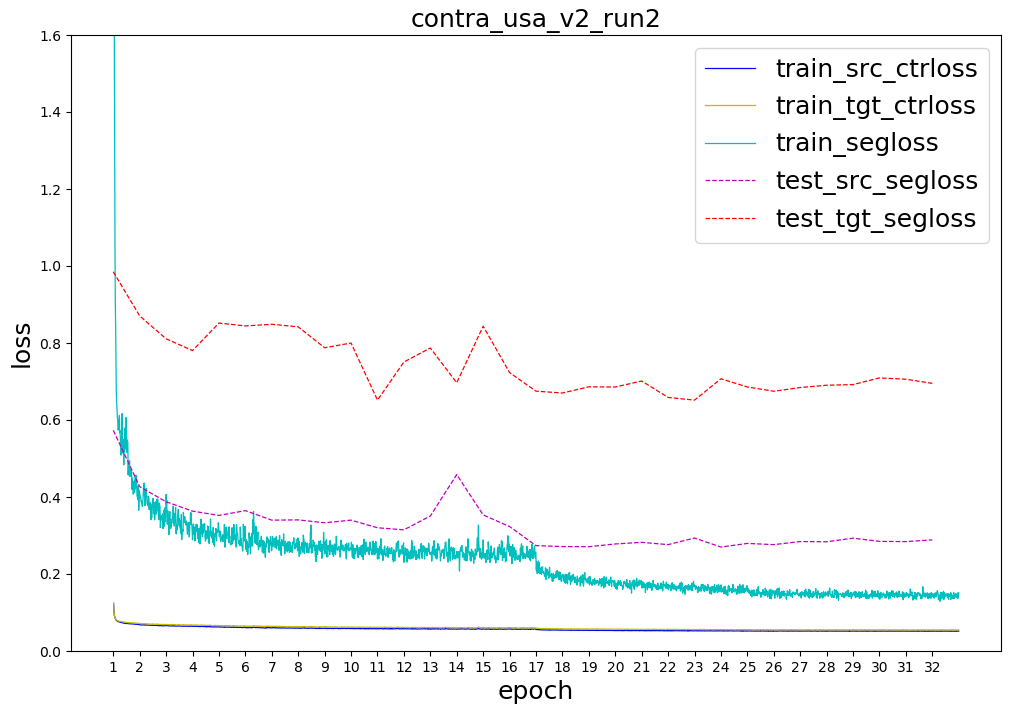 contra_usa_v2_run2
1.6
1.4
1.2
1.0
0.8
0.6
0.4
0.2
0.0
loss
train_src_ctrloss
train_tgt_ctrloss
train_segloss
test_src_segloss
test_tgt_segloss
1 2 3 4 5 6 7 8 9 10 11 12 13 14 15 16 17 18 19 20 21 22 23 24 25 26 27 28 29 30 31 32
epoch